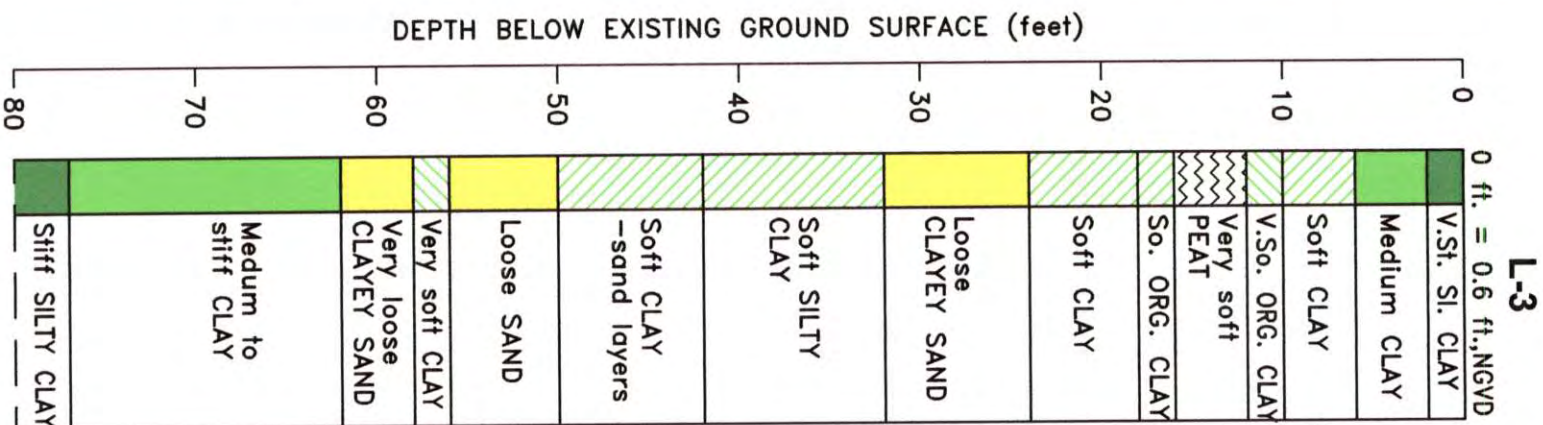 L-3
0 ft. = 0.6 ft.,NGVD
DEPTH BELOW EXISTING GROUND SURFACE (feet)
0
10
20
30
40
50
60
70
80
V.St. SI. CLAY
Medium CLAY
Soft CLAY
V.So. ORG. CLAY
Very soft
PEAT
So. ORG. CLAY
Soft CLAY
Loose
CLAYEY SAND
Soft SILTY
CLAY
Soft CLAY
-sand layers
Loose SAND
Very soft CLAY
Very loose
CLAYEY SAND
Medum to
stiff CLAY
Stiff SILTY CLAY